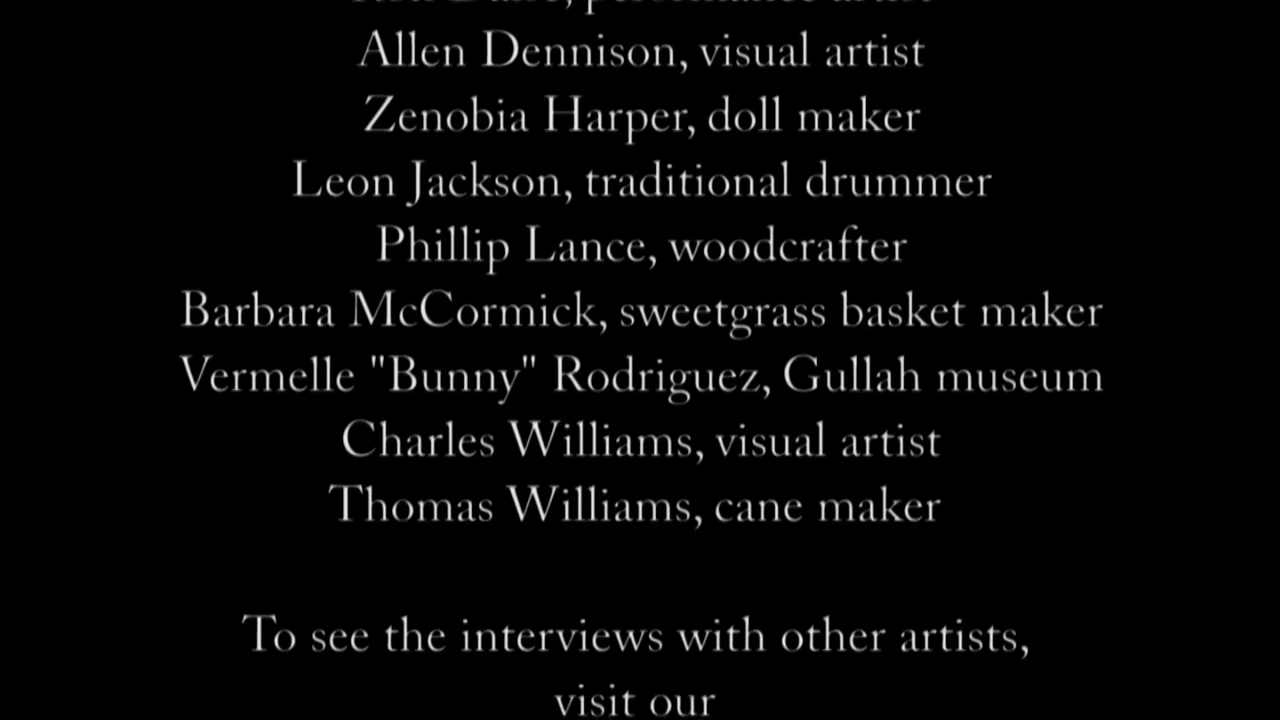 Allen Dennison, visual artist
Zenobia Harper, doll maker
Leon Jackson, traditional drummer
Phillip Lance, woodcrafter
Barbara McCormick, sweetgrass basket maker
Vermelle "Bunny" Rodriguez, Gullah museum
Charles Williams, visual artist
Thomas Williams, cane maker
To see the interviews with other artists,
visit our